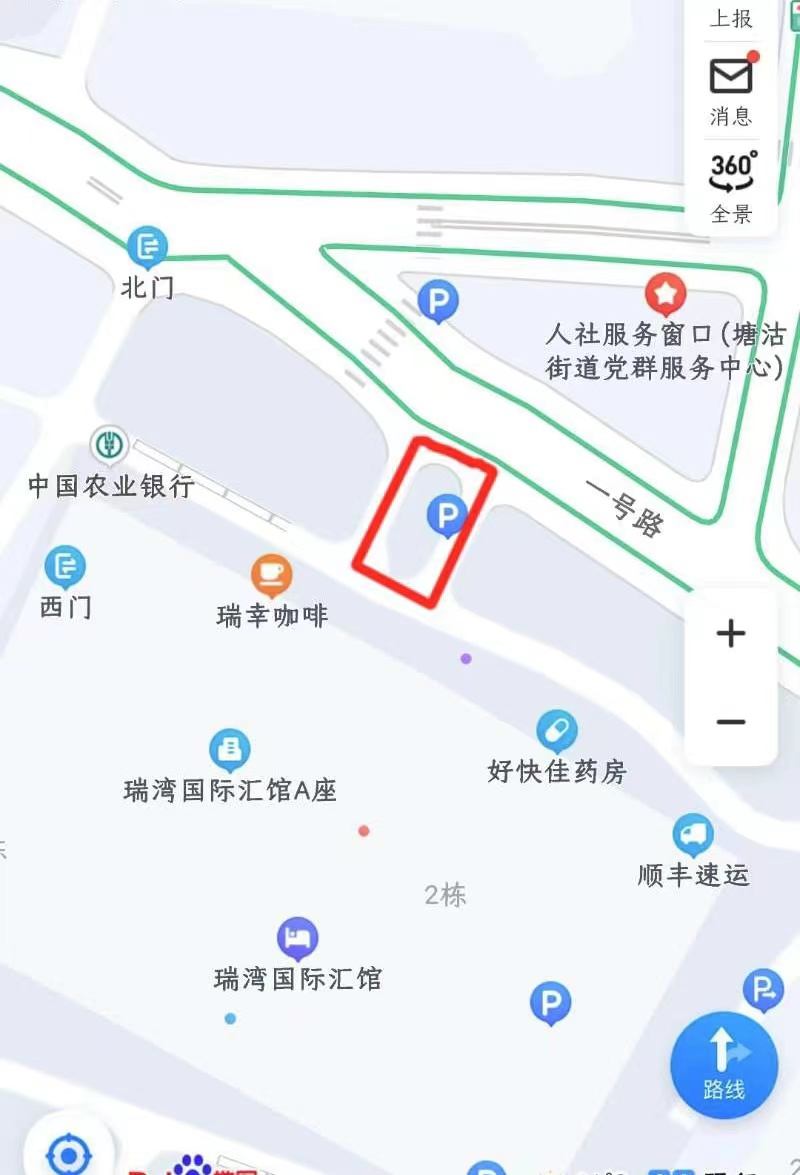 上报
消息
360°
全景
北门
P
人社服务窗口(塘沽
街道党群服务中心)
中国农业银行
P
一号路
西门
瑞幸咖啡
瑞湾国际汇馆A座
好快佳药房
顺丰速运
2栋
瑞湾国际汇馆
P
P
路线